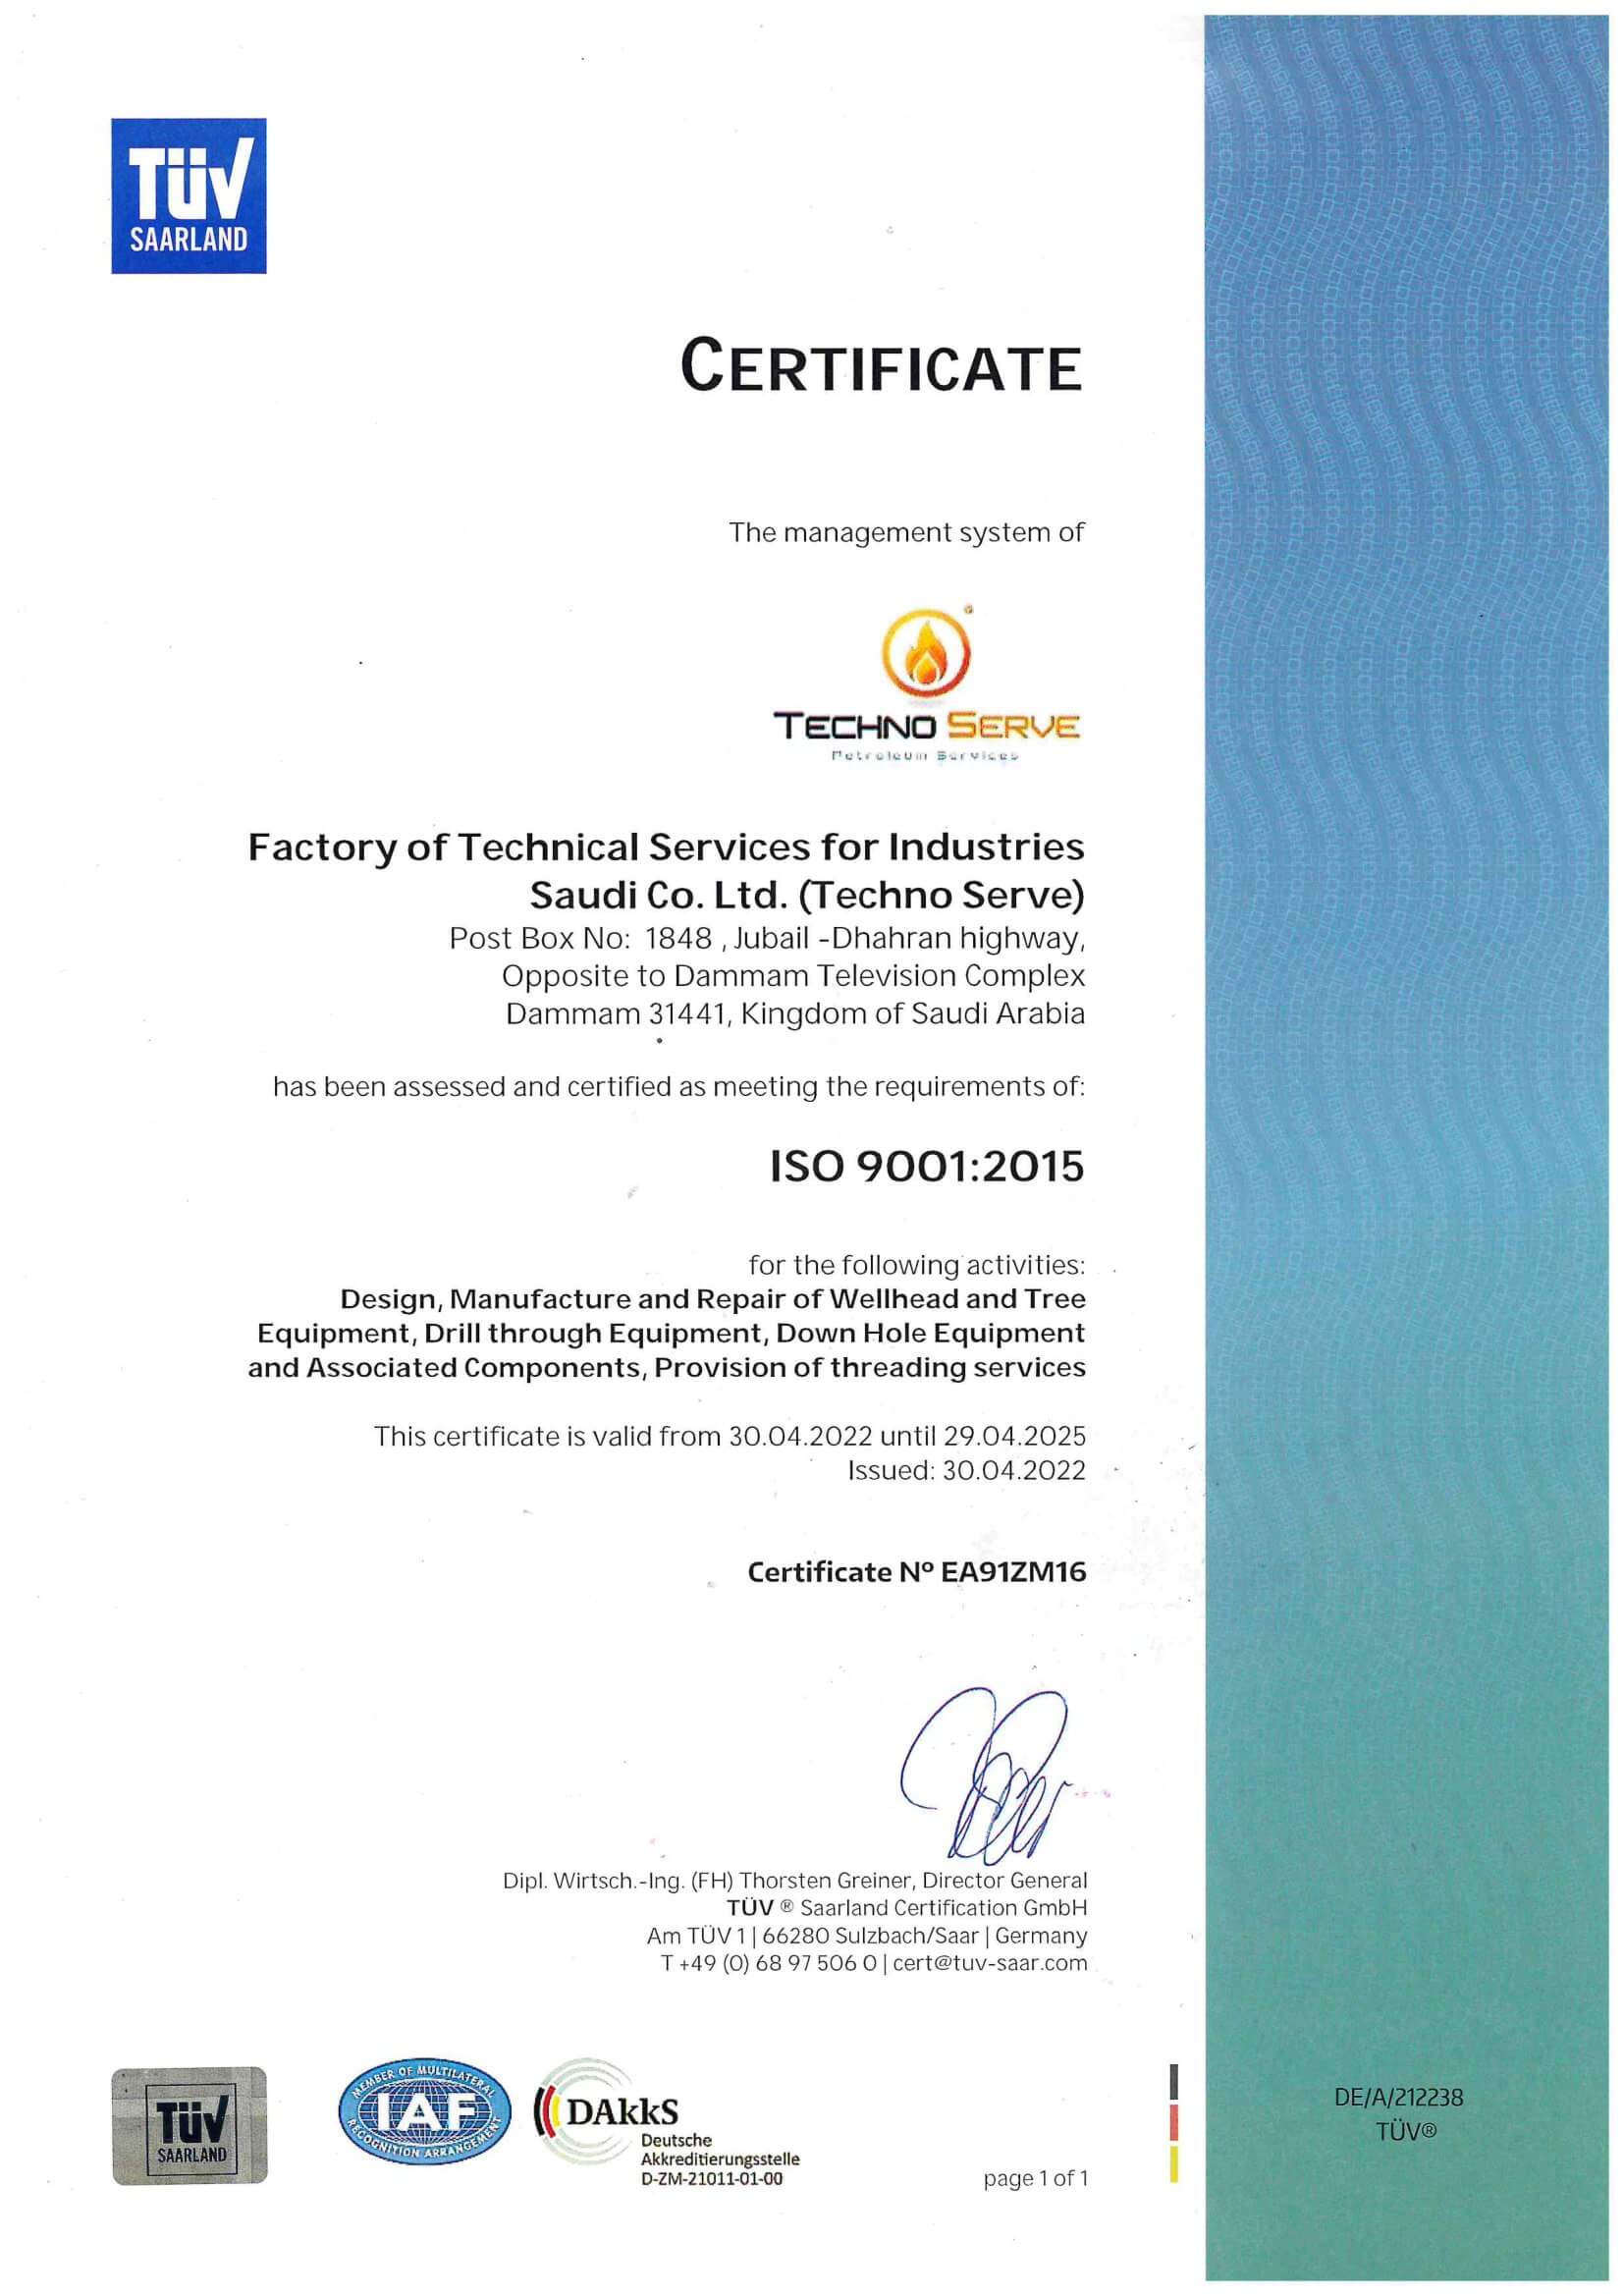 TÜV
SAARLAND
CERTIFICATE
The management system of
TECHNO SERVE
Petroleum Services
Factory of Technical Services for Industries
Saudi Co. Ltd. (Techno Serve)
Post Box No: 1848 , Jubail -Dhahran highway,
Opposite to Dammam Television Complex
Dammam 31441, Kingdom of Saudi Arabia
has been assessed and certified as meeting the requirements of:
ISO 9001:2015
for the following activities:
Design, Manufacture and Repair of Wellhead and Tree
Equipment, Drill through Equipment, Down Hole Equipment
and Associated Components, Provision of threading services
This certificate is valid from 30.04.2022 until 29.04.2025
Issued: 30.04.2022
Certificate Nº EA91ZM16
Dipl. Wirtsch.-Ing. (FH) Thorsten Greiner, Director General
TÜV ® Saarland Certification GmbH
Am TÜV 1 | 66280 Sulzbach/Saar | Germany
T +49 (0) 68 97 506 0 | cert@tuv-saar.com
TÜV
SAARLAND
MEMBER OF MULTILATERAL
IAF
RECOGNITION ARRANGEMENT
DAkkS
Deutsche
Akkreditierungsstelle
D-ZM-21011-01-00
page 1 of 1
DE/A/212238
TÜV®